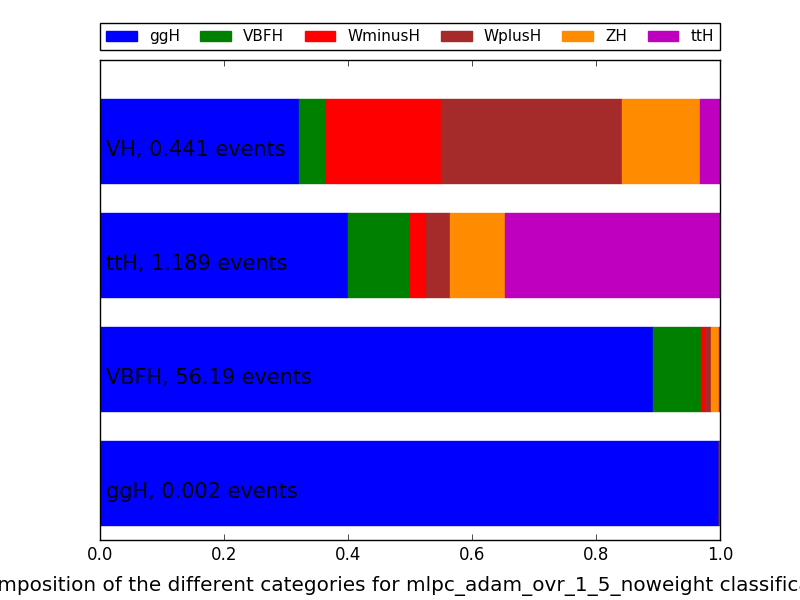 ggH VBFH WminusH WplusH ZH ttH
VH, 0.441 events
ttH, 1.189 events
VBFH, 56.19 events
ggH, 0.002 events
0.0 0.2 0.4 0.6 0.8 1.0
mposition of the different categories for mlpc_adam_ovr_1_5_noweight classifica